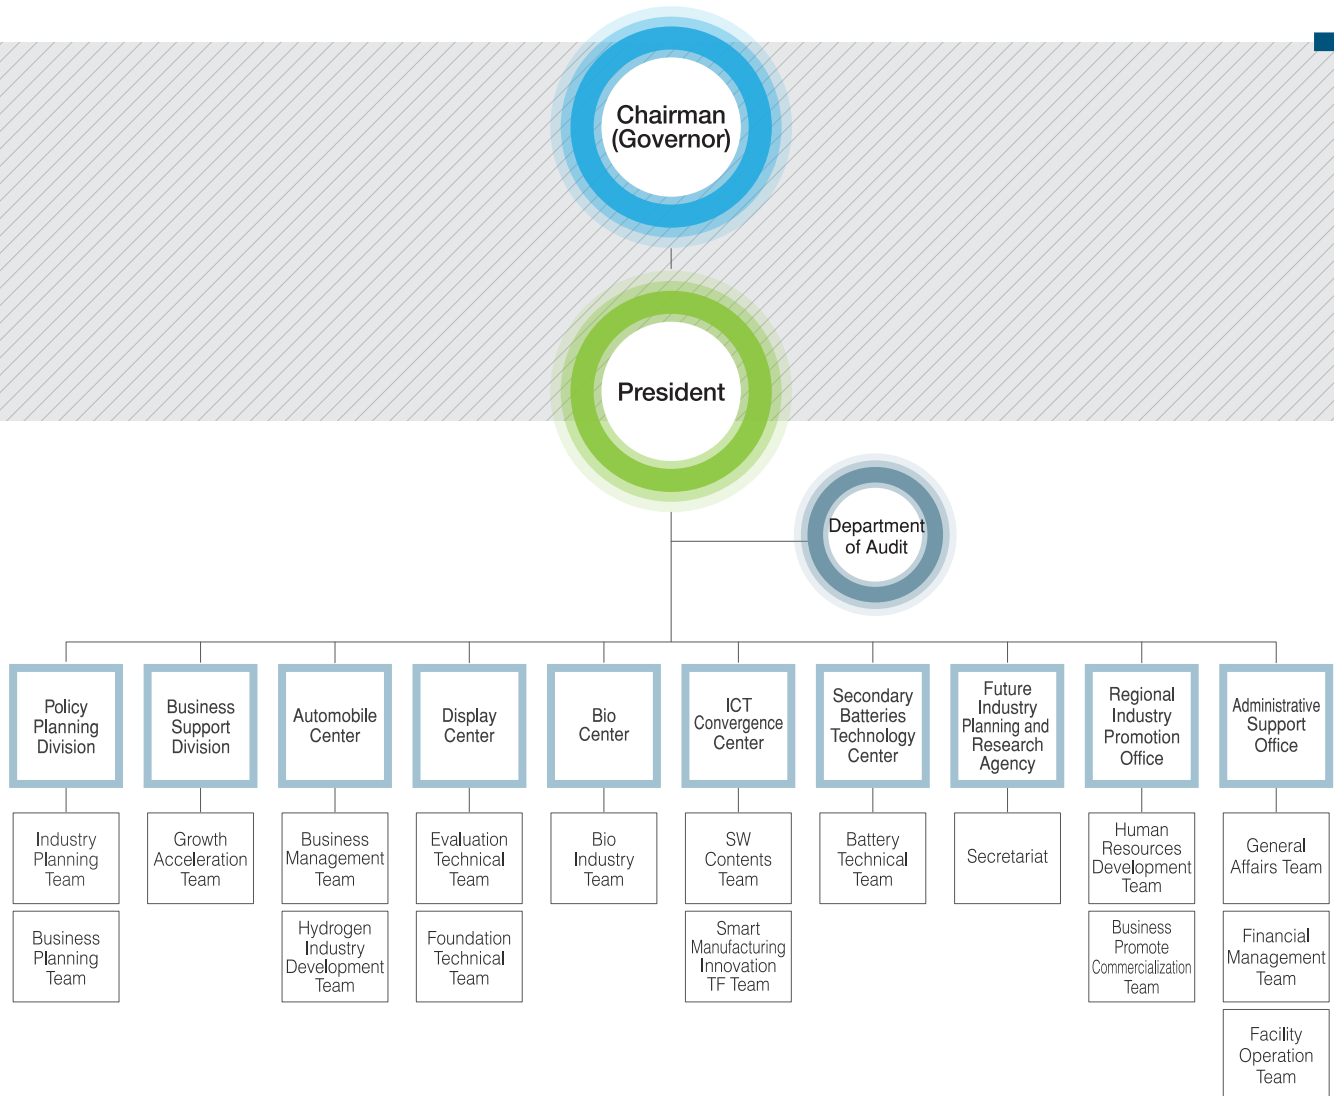 Chairman
(Governor)
President
Department
of Audit
Policy
Planning
Division
Business
Support
Division
Automobile
Center
Display
Center
Bio
Center
ICT
Convergence
Center
Secondary
Batteries
Technology
Center
Future
Industry
Planning and
Research
Agency
Regional
Industry
Promotion
Office
Administrative
Support
Office
Industry
Planning
Team
Growth
Acceleration
Team
Business
Management
Team
Evaluation
Technical
Team
Bio
Industry
Team
SW
Contents
Team
Battery
Technical
Team
Secretariat
Human
Resources
Development
Team
General
Affairs Team
Business
Planning
Team
Hydrogen
Industry
Development
Team
Foundation
Technical
Team
Smart
Manufacturing
Innovation
TF Team
Business
Promote
Commercialization
Team
Financial
Management
Team
Facility
Operation
Team